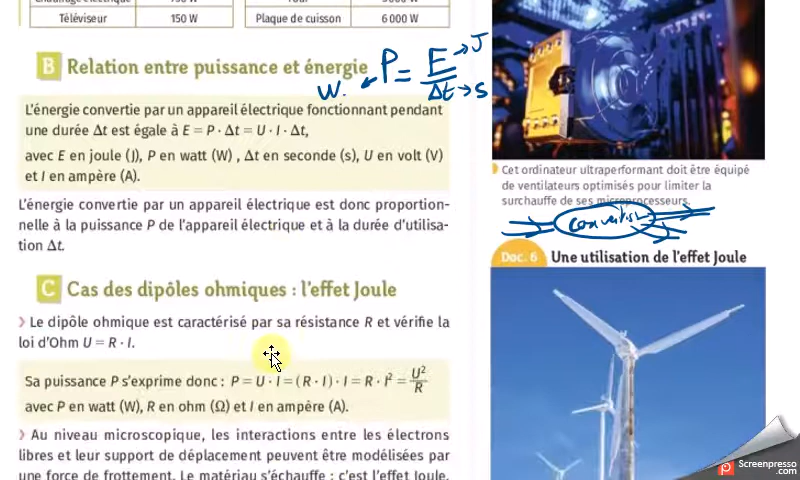 Téléviseur 150 W Plaque de cuisson 6 000 W
B Relation entre puissance et énergie
P = E → J
W. Δt → s
L'énergie convertie par un appareil électrique fonctionnant pendant
une durée Δt est égale à E = P · Δt = U · I · Δt,
avec E en joule (J), P en watt (W) , Δt en seconde (s), U en volt (V)
et I en ampère (A).
L'énergie convertie par un appareil électrique est donc proportion-
nelle à la puissance P de l'appareil électrique et à la durée d'utilisa-
tion Δt.
C Cas des dipôles ohmiques : l'effet Joule
› Le dipôle ohmique est caractérisé par sa résistance R et vérifie la
loi d'Ohm U = R · I.
Sa puissance P s'exprime donc : P = U · I = (R · I) · I = R · I² = U²/R
avec P en watt (W), R en ohm (Ω) et I en ampère (A).
› Au niveau microscopique, les interactions entre les électrons
libres et leur support de déplacement peuvent être modélisées par
une force de frottement. Le matériau s'échauffe : c'est l'effet Joule.
Cet ordinateur ultraperformant doit être équipé
de ventilateurs optimisés pour limiter la
surchauffe de ses microprocesseurs.
Doc. 6 Une utilisation de l'effet Joule
Screenpresso
.com